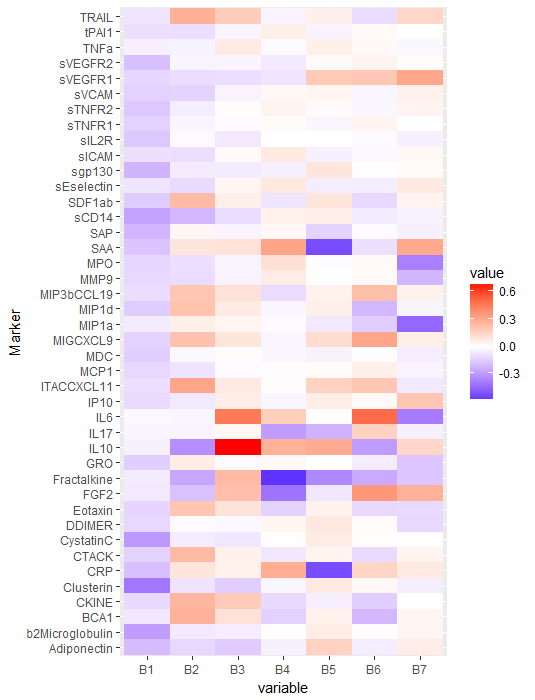 TRAIL
tPAI1
TNFa
sVEGFR2
sVEGFR1
sVCAM
sTNFR2
sTNFR1
sIL2R
sICAM
sgp130
sEselectin
SDF1ab
sCD14
SAP
SAA
MPO
MMP9
MIP3bCCL19
MIP1d
MIP1a
MIGCXCL9
MDC
MCP1
ITACCXCL11
IP10
IL6
IL17
IL10
GRO
Fractalkine
FGF2
Eotaxin
DDIMER
CystatinC
CTACK
CRP
Clusterin
CKINE
BCA1
b2Microglobulin
Adiponectin
Marker
B1 B2 B3 B4 B5 B6 B7
variable
value
0.6
0.3
0.0
-0.3